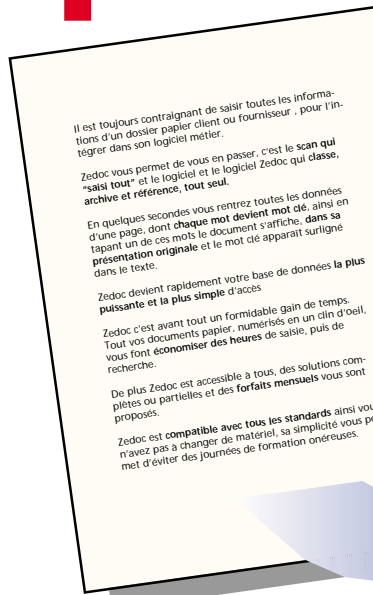 Il est toujours contraignant de saisir toutes les informa-
tions d'un dossier papier client ou fournisseur , pour l'in-
tégrer dans son logiciel métier.
Zedoc vous permet de vous en passer, c'est le scan qui
"saisi tout" et le logiciel et le logiciel Zedoc qui classe,
archive et référence, tout seul.
En quelques secondes vous rentrez toutes les données
d'une page, dont chaque mot devient mot clé, ainsi en
tapant un de ces mots le document s'affiche, dans sa
présentation originale et le mot clé apparaît surligné
dans le texte.
Zedoc devient rapidement votre base de données la plus
puissante et la plus simple d'accès
Zedoc c'est avant tout un formidable gain de temps.
Tout vos documents papier, numérisés en un clin d'oeil,
vous font économiser des heures de saisie, puis de
recherche.
De plus Zedoc est accessible à tous, des solutions com-
plètes ou partielles et des forfaits mensuels vous sont
proposés.
Zedoc est compatible avec tous les standards ainsi vou
n'avez pas à changer de matériel, sa simplicité vous pe
met d'éviter des journées de formation onéreuses.